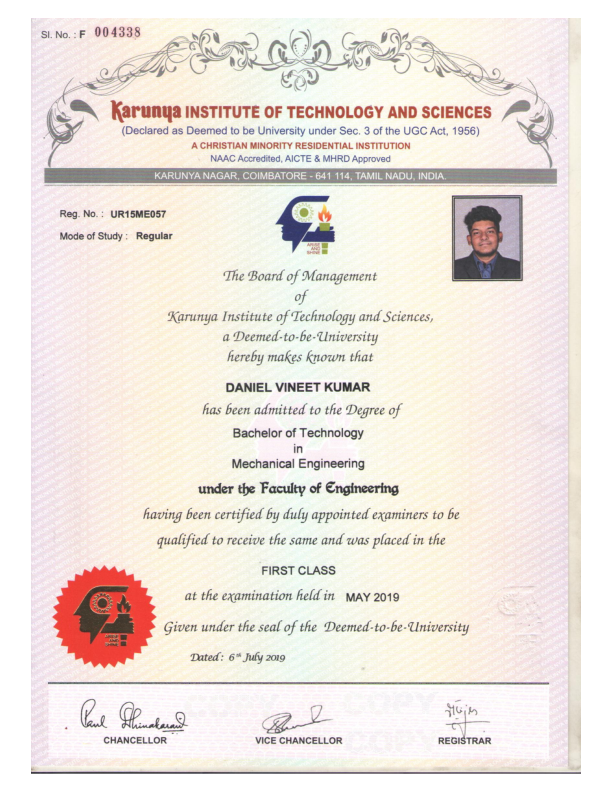 Sl. No. : F 004338
Karunya INSTITUTE OF TECHNOLOGY AND SCIENCES
(Declared as Deemed to be University under Sec. 3 of the UGC Act, 1956)
A CHRISTIAN MINORITY RESIDENTIAL INSTITUTION
NAAC Accredited, AICTE & MHRD Approved
KARUNYA NAGAR, COIMBATORE - 641 114, TAMIL NADU, INDIA.
Reg. No. : UR15ME057
Mode of Study : Regular
ARISE
AND
SHINE
The Board of Management
of
Karunya Institute of Technology and Sciences,
a Deemed-to-be-University
hereby makes known that
DANIEL VINEET KUMAR
has been admitted to the Degree of
Bachelor of Technology
in
Mechanical Engineering
under the Faculty of Engineering
having been certified by duly appointed examiners to be
qualified to receive the same and was placed in the
FIRST CLASS
at the examination held in MAY 2019
Given under the seal of the Deemed-to-be-University
Dated : 6th July 2019
Paul Dhinakaran
CHANCELLOR
VICE CHANCELLOR
REGISTRAR
COPY
COPY